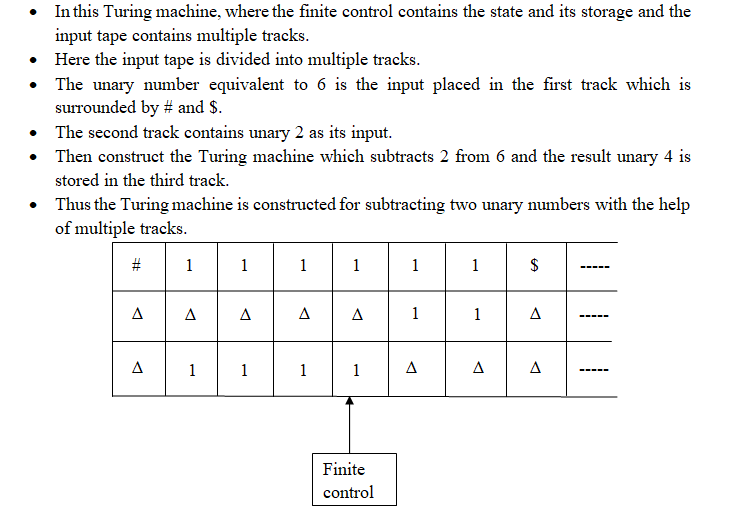 • In this Turing machine, where the finite control contains the state and its storage and the
input tape contains multiple tracks.
• Here the input tape is divided into multiple tracks.
• The unary number equivalent to 6 is the input placed in the first track which is
surrounded by # and $.
• The second track contains unary 2 as its input.
• Then construct the Turing machine which subtracts 2 from 6 and the result unary 4 is
stored in the third track.
• Thus the Turing machine is constructed for subtracting two unary numbers with the help
of multiple tracks.
# 1 1 1 1 1 1 $ -----
Δ Δ Δ Δ Δ 1 1 Δ -----
Δ 1 1 1 1 Δ Δ Δ -----
Finite
control